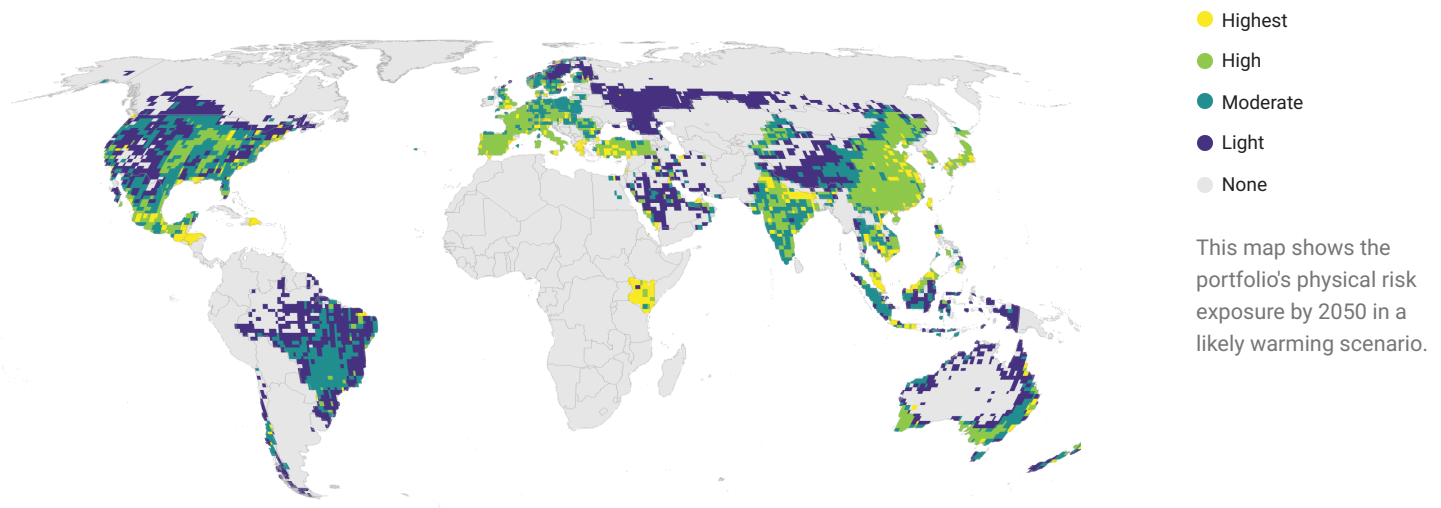 Highest
High
Moderate
Light
None
This map shows the
portfolio's physical risk
exposure by 2050 in a
likely warming scenario.